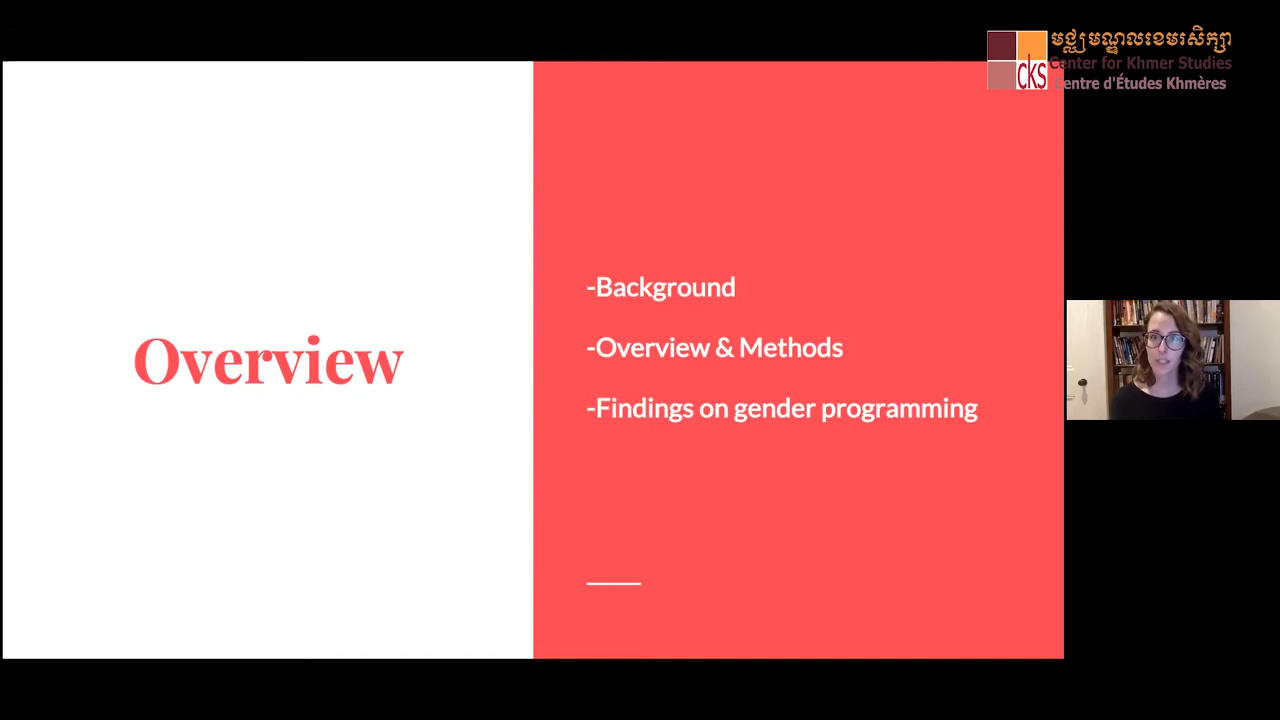 មជ្ឈមណ្ឌលខេមរសិក្សា
Center for Khmer Studies
Centre d'Études Khmères
cks
Overview
-Background
-Overview & Methods
-Findings on gender programming